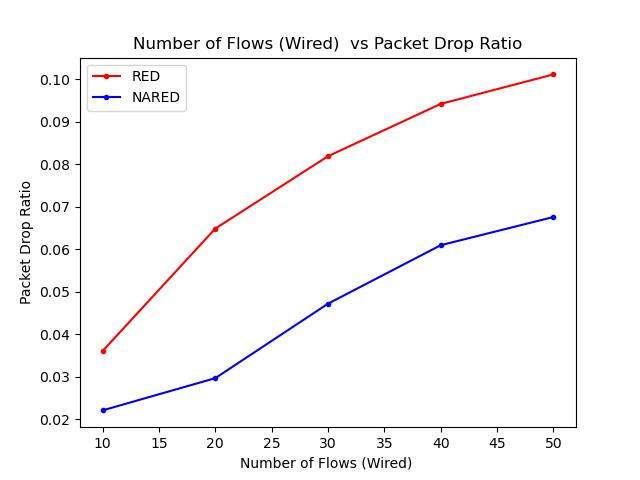 Number of Flows (Wired)  vs Packet Drop Ratio
RED
NARED
Packet Drop Ratio
0.10
0.09
0.08
0.07
0.06
0.05
0.04
0.03
0.02
10 15 20 25 30 35 40 45 50
Number of Flows (Wired)